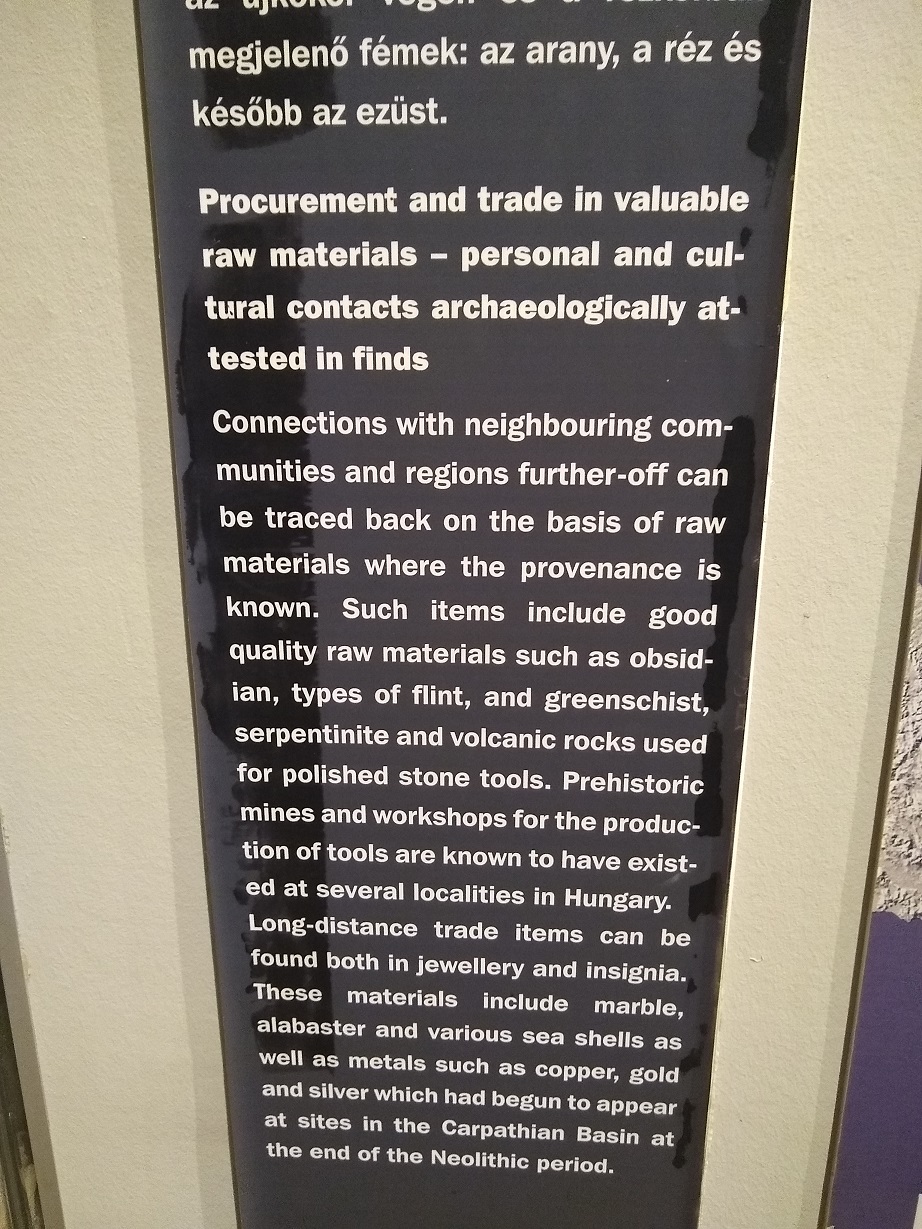 az újkőkor végén és a
megjelenő fémek: az arany, a réz és
később az ezüst.
Procurement and trade in valuable
raw materials – personal and cul-
tural contacts archaeologically at-
tested in finds
Connections with neighbouring com-
munities and regions further-off can
be traced back on the basis of raw
materials where the provenance is
known. Such items include good
quality raw materials such as obsid-
ian, types of flint, and greenschist,
serpentinite and volcanic rocks used
for polished stone tools. Prehistoric
mines and workshops for the produc-
tion of tools are known to have exist-
ed at several localities in Hungary.
Long-distance trade items can be
found both in jewellery and insignia.
These materials include marble,
alabaster and various sea shells as
well as metals such as copper, gold
and silver which had begun to appear
at sites in the Carpathian Basin at
the end of the Neolithic period.